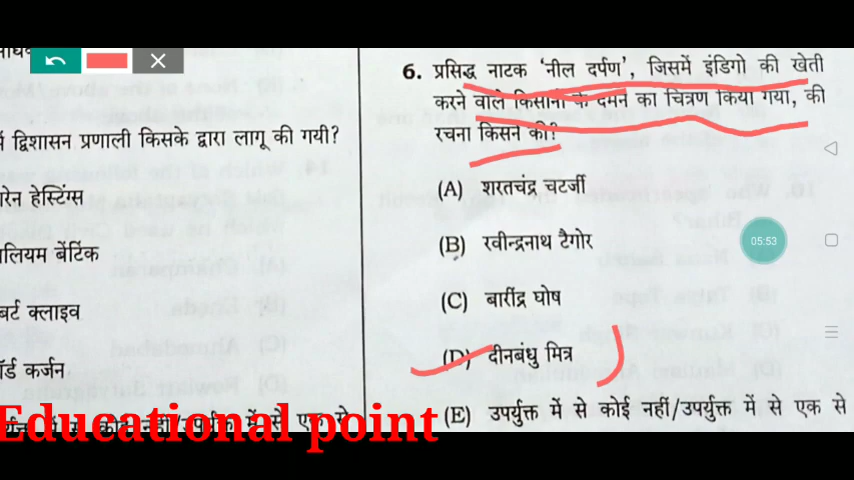 में द्विशासन प्रणाली किसके द्वारा लागू की गयी?
रेन हेस्टिंग्स
लियम बेंटिक
बर्ट क्लाइव
ॉर्ड कर्जन
6. प्रसिद्ध नाटक 'नील दर्पण', जिसमें इंडिगो की खेती
करने वाले किसानों के दमन का चित्रण किया गया, की
रचना किसने की?
(A) शरतचंद्र चटर्जी
(B) रवीन्द्रनाथ टैगोर
(C) बारींद्र घोष
(D) दीनबंधु मित्र
(E) उपर्युक्त में से कोई नहीं/उपर्युक्त में से एक से
05:53
Educational point